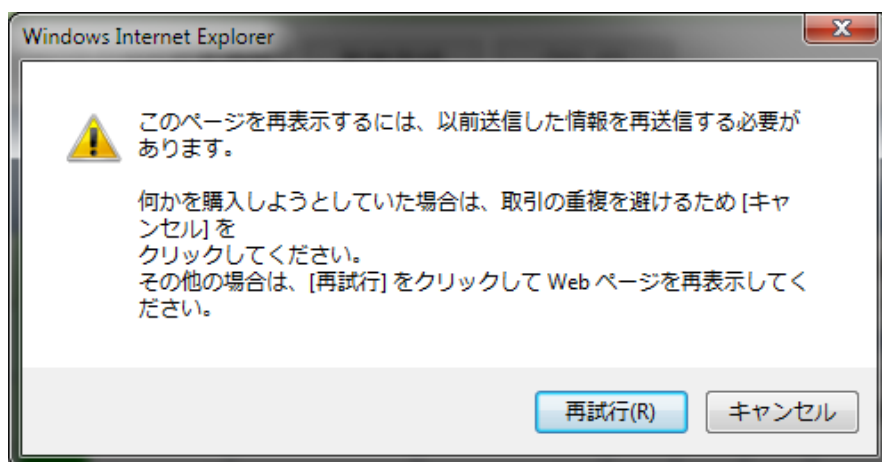 Windows Internet Explorer
このページを再表示するには、以前送信した情報を再送信する必要が
あります。
何かを購入しようとしていた場合は、取引の重複を避けるため [キャ
ンセル] を
クリックしてください。
その他の場合は、[再試行] をクリックして Web ページを再表示してく
ださい。
再試行(R)
キャンセル